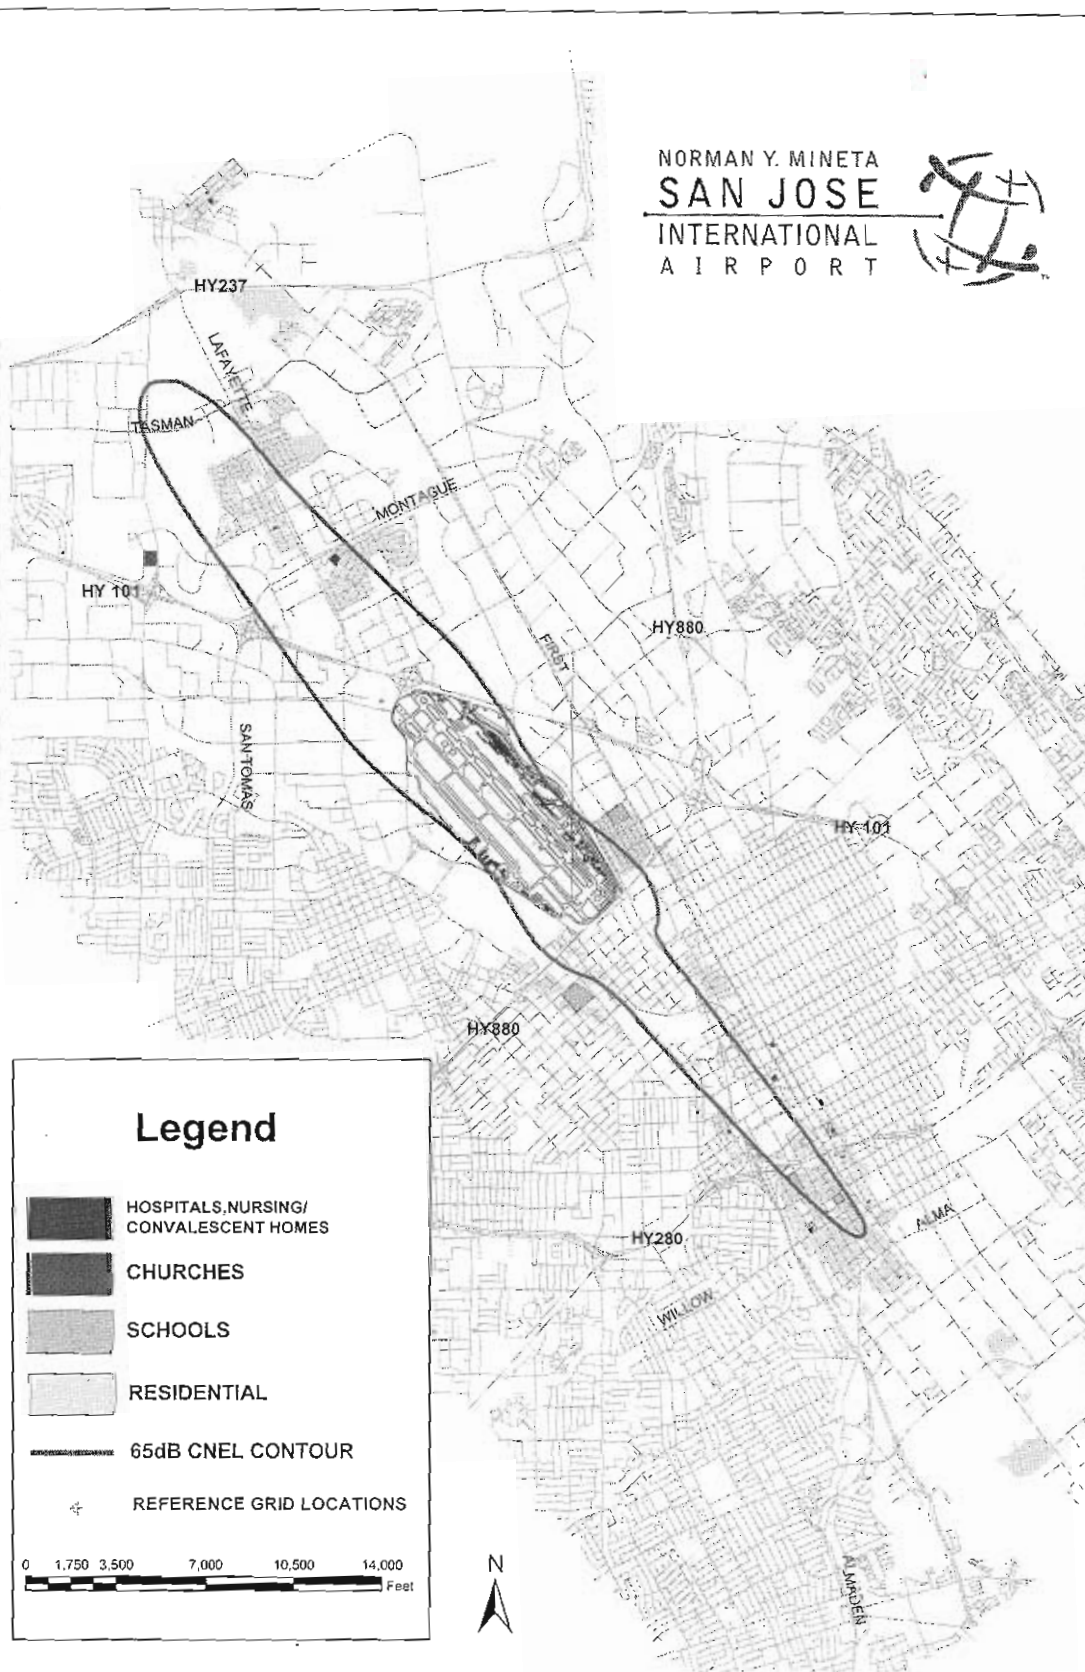 NORMAN Y. MINETA
SAN JOSE
INTERNATIONAL
AIRPORT
TM
HY237
LAFAYETTE
TASMAN
MONTAGUE
HY 101
HY880
FIRST
SAN TOMAS
HY 101
HY880
ALMA
HY280
WILLOW
ALMADEN
Legend
HOSPITALS,NURSING/
CONVALESCENT HOMES
CHURCHES
SCHOOLS
RESIDENTIAL
65dB CNEL CONTOUR
REFERENCE GRID LOCATIONS
0 1,750 3,500 7,000 10,500 14,000
Feet
N